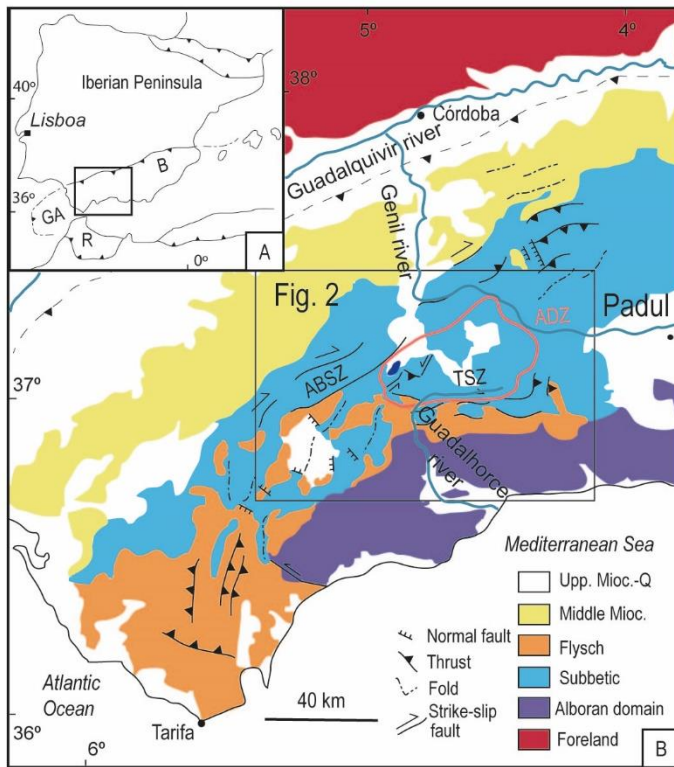 5º
4º
40º
Iberian Peninsula
Lisboa
36º
B
GA
R
0º
A
38º
Córdoba
Guadalquivir river
Genil river
Fig. 2
Padul
ADZ
37º
ABSZ
TSZ
Guadalhorce
river
Mediterranean Sea
Upp. Mioc.-Q
Middle Mioc.
Flysch
Subbetic
Alboran domain
Foreland
Normal fault
Thrust
Fold
Strike-slip
fault
40 km
Atlantic
Ocean
Tarifa
36º
6º
B